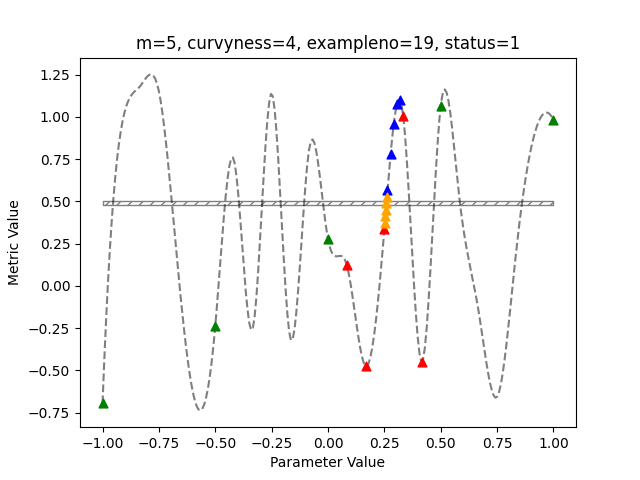 m=5, curvyness=4, exampleno=19, status=1
1.25
1.00
0.75
0.50
0.25
0.00
−0.25
−0.50
−0.75
Metric Value
−1.00 −0.75 −0.50 −0.25 0.00 0.25 0.50 0.75 1.00
Parameter Value